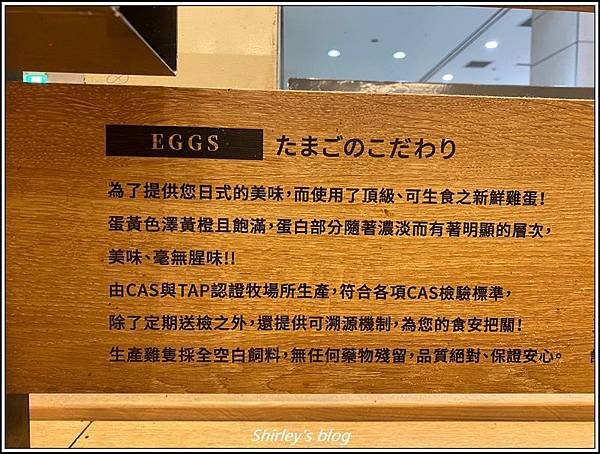 EGGS たまごのこだわり
為了提供您日式的美味,而使用了頂級、可生食之新鮮雞蛋!
蛋黃色澤黃橙且飽滿,蛋白部分隨著濃淡而有著明顯的層次,
美味、毫無腥味!!
由CAS與TAP認證牧場所生產,符合各項CAS檢驗標準,
除了定期送檢之外,還提供可溯源機制,為您的食安把關!
生產雞隻採全空白飼料,無任何藥物殘留,品質絕對、保證安心。
Shirley's blog